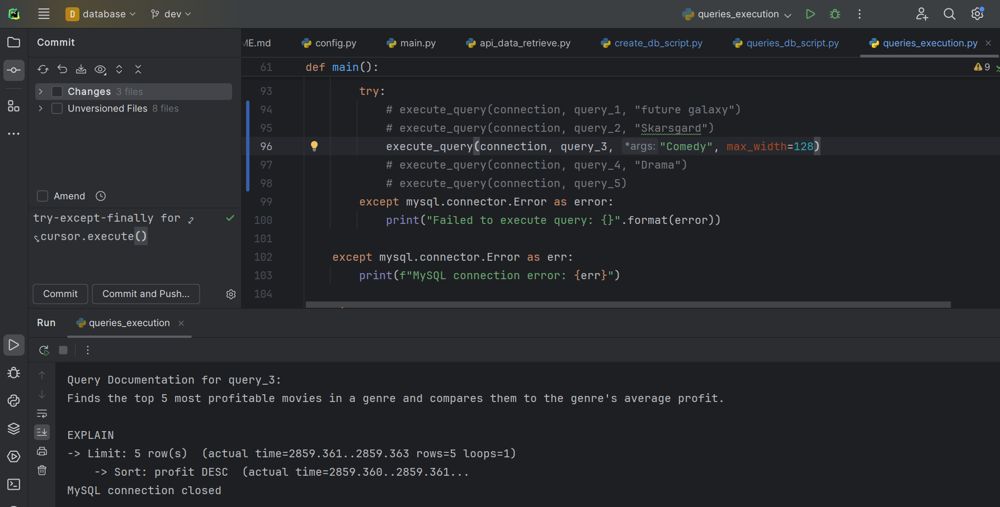 PC D database dev queries_execution
Commit
ME.md config.py main.py api_data_retrieve.py create_db_script.py queries_db_script.py queries_execution.py
61 def main(): 9
Changes 3 files
Unversioned Files 8 files
93 try:
94 # execute_query(connection, query_1, "future galaxy")
95 # execute_query(connection, query_2, "Skarsgard")
96 execute_query(connection, query_3, *args: "Comedy", max_width=128)
97 # execute_query(connection, query_4, "Drama")
98 # execute_query(connection, query_5)
99 except mysql.connector.Error as error:
100 print("Failed to execute query: {}".format(error))
101
102 except mysql.connector.Error as err:
103 print(f"MySQL connection error: {err}")
104
Amend
try-except-finally for
cursor.execute()
Commit Commit and Push...
Run queries_execution
Query Documentation for query_3:
Finds the top 5 most profitable movies in a genre and compares them to the genre's average profit.
EXPLAIN
-> Limit: 5 row(s) (actual time=2859.361..2859.363 rows=5 loops=1)
-> Sort: profit DESC (actual time=2859.360..2859.361...
MySQL connection closed